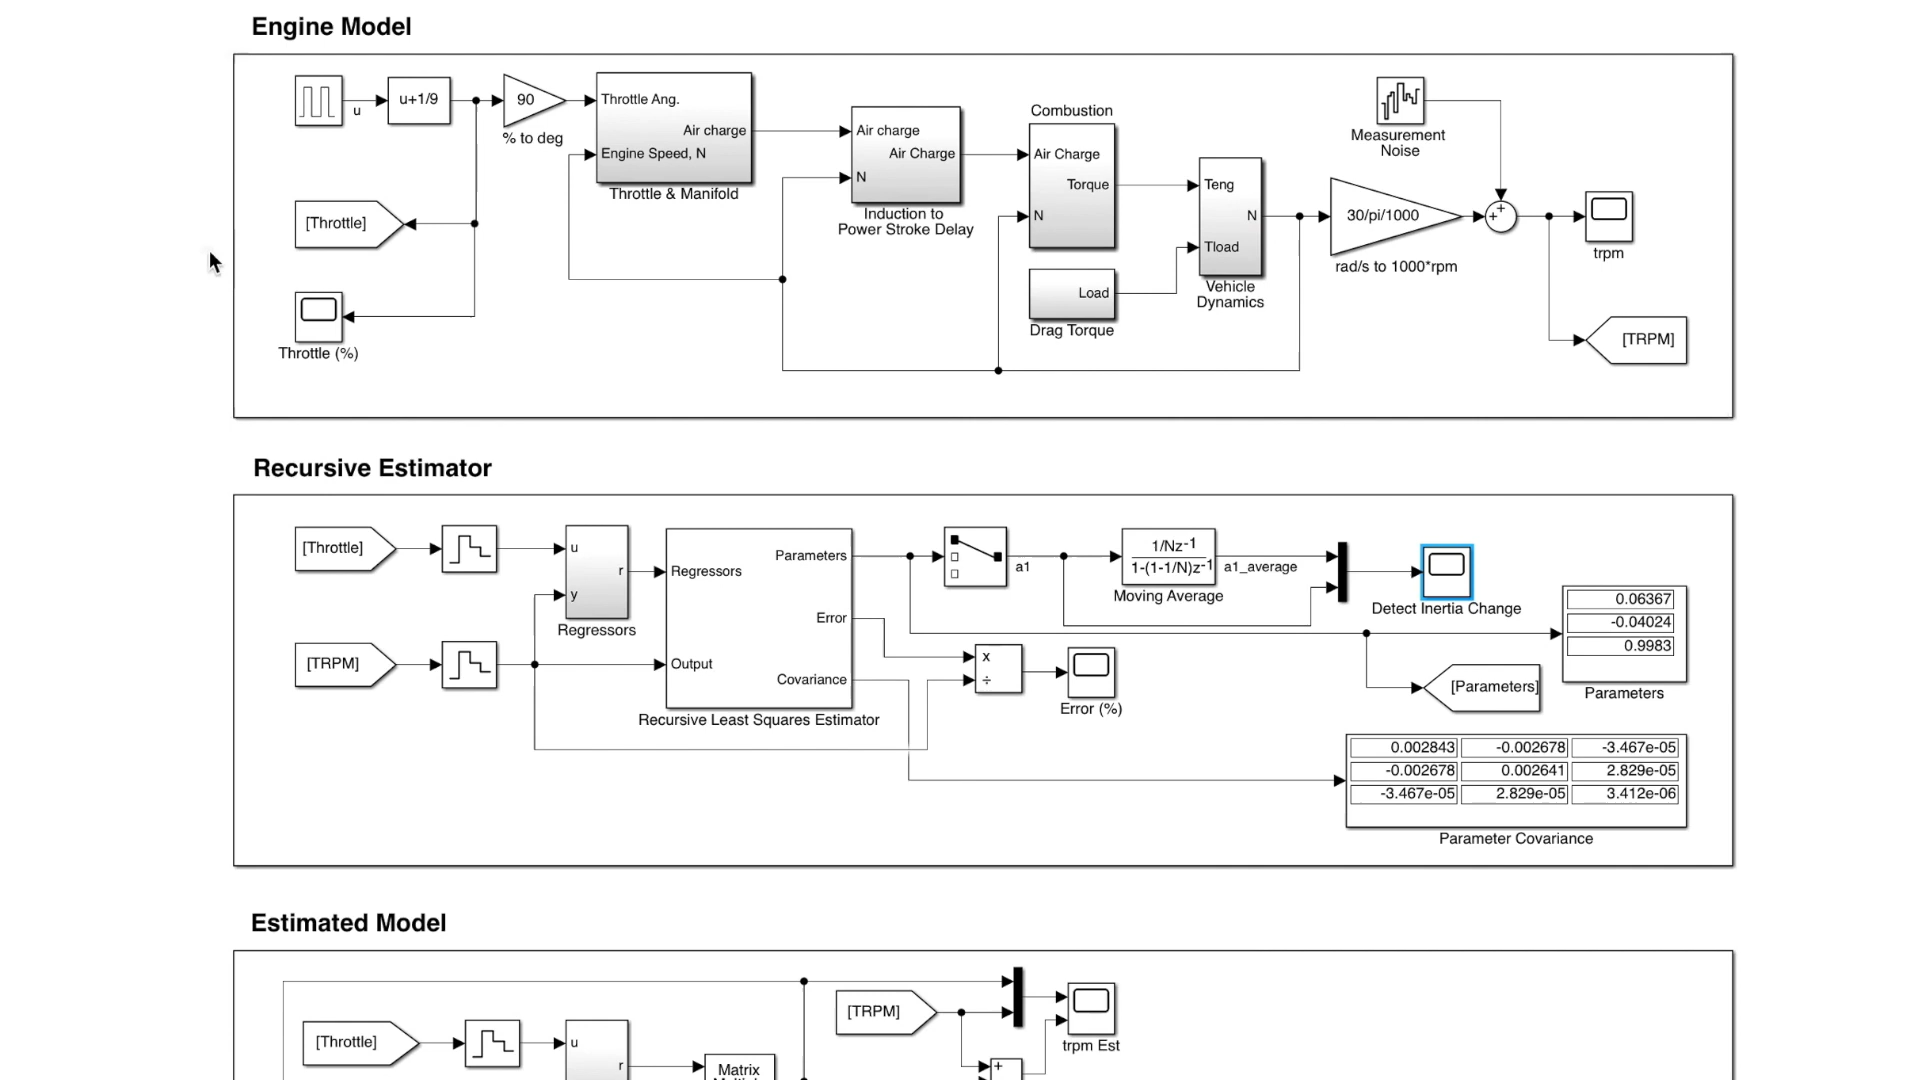 Engine Model
u
u+1/9
90
% to deg
Throttle Ang.
Air charge
Engine Speed, N
Throttle & Manifold
Air charge
Air Charge
N
Induction to
Power Stroke Delay
Combustion
Air Charge
Torque
N
Load
Drag Torque
Teng
N
Tload
Vehicle
Dynamics
30/pi/1000
rad/s to 1000*rpm
Measurement
Noise
+
+
trpm
[TRPM]
[Throttle]
Throttle (%)
Recursive Estimator
[Throttle]
[TRPM]
u
r
y
Regressors
Parameters
Regressors
Error
Output
Covariance
Recursive Least Squares Estimator
a1
1/Nz-1
1-(1-1/N)z-1
Moving Average
a1_average
Detect Inertia Change
x
÷
Error (%)
0.06367
-0.04024
0.9983
Parameters
[Parameters]
0.002843 -0.002678 -3.467e-05
-0.002678 0.002641 2.829e-05
-3.467e-05 2.829e-05 3.412e-06
Parameter Covariance
Estimated Model
[Throttle]
u
r
Matrix
[TRPM]
+
trpm Est